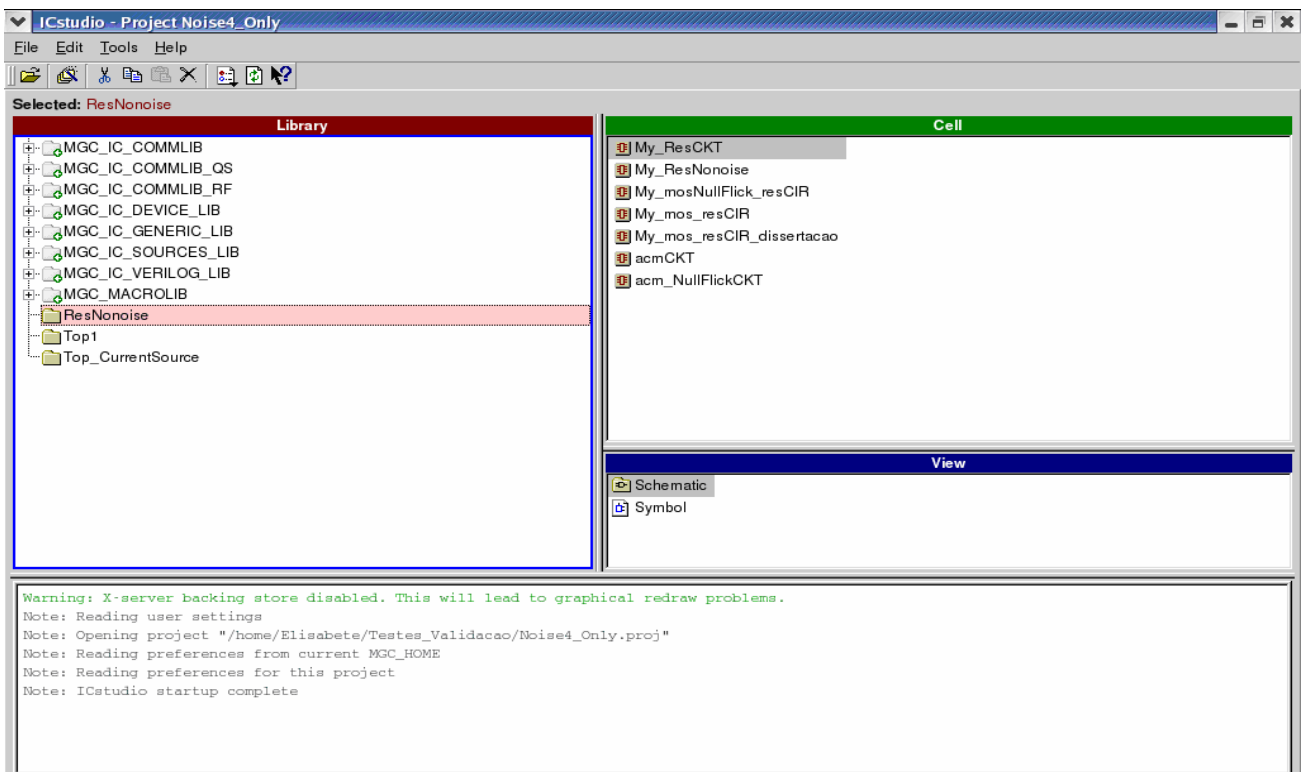 ICstudio - Project Noise4_Only
File Edit Tools Help
Selected: ResNonoise
Library
MGC_IC_COMMLIB
MGC_IC_COMMLIB_QS
MGC_IC_COMMLIB_RF
MGC_IC_DEVICE_LIB
MGC_IC_GENERIC_LIB
MGC_IC_SOURCES_LIB
MGC_IC_VERILOG_LIB
MGC_MACROLIB
ResNonoise
Top1
Top_CurrentSource
Cell
My_ResCKT
My_ResNonoise
My_mosNullFlick_resCIR
My_mos_resCIR
My_mos_resCIR_dissertacao
acmCKT
acm_NullFlickCKT
View
Schematic
Symbol
Warning: X-server backing store disabled. This will lead to graphical redraw problems.
Note: Reading user settings
Note: Opening project "/home/Elisabete/Testes_Validacao/Noise4_Only.proj"
Note: Reading preferences from current MGC_HOME
Note: Reading preferences for this project
Note: ICstudio startup complete